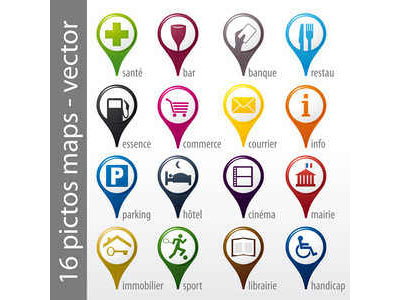 16 pictos maps - vector
santé
bar
banque
restau
essence
commerce
courrier
info
P
parking
hôtel
cinéma
mairie
immobilier
sport
librairie
handicap